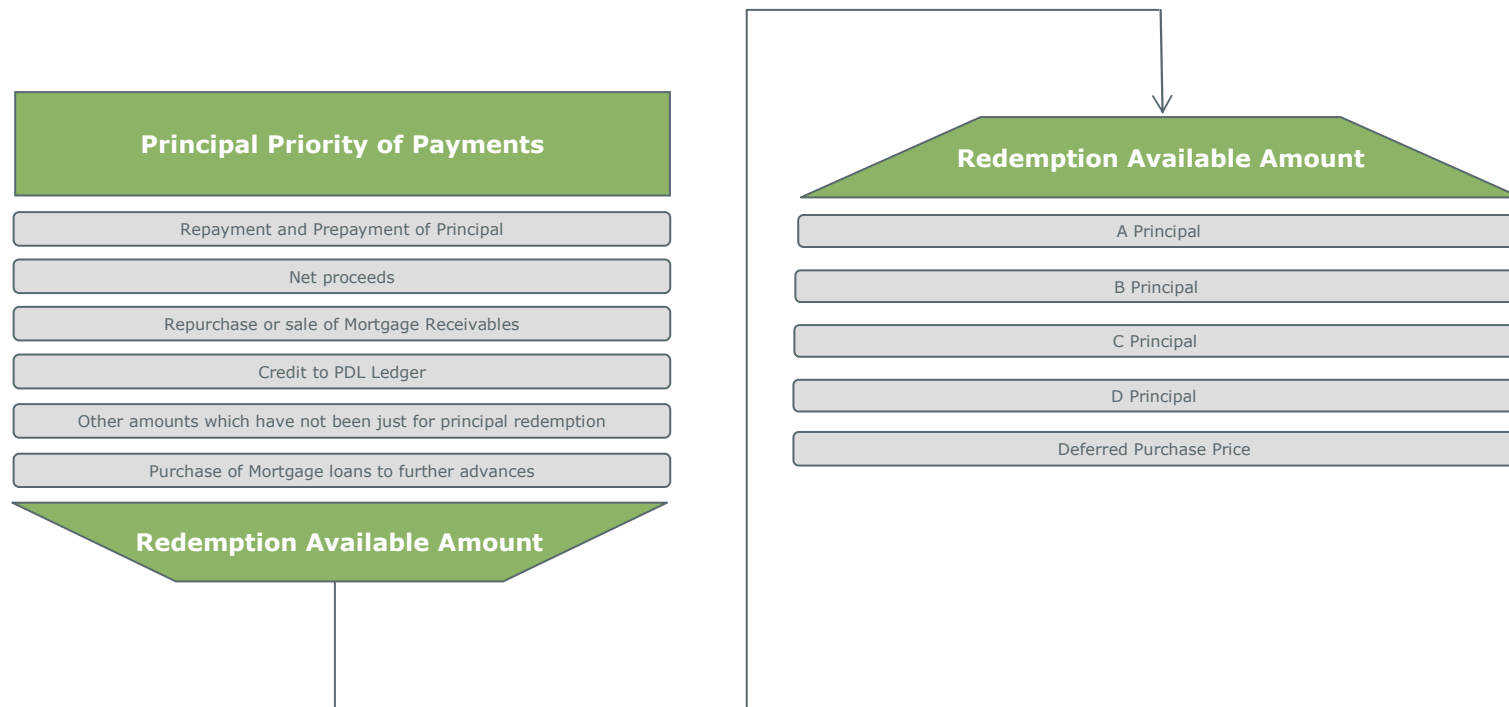 Principal Priority of Payments
Repayment and Prepayment of Principal
Net proceeds
Repurchase or sale of Mortgage Receivables
Credit to PDL Ledger
Other amounts which have not been just for principal redemption
Purchase of Mortgage loans to further advances
Redemption Available Amount
Redemption Available Amount
A Principal
B Principal
C Principal
D Principal
Deferred Purchase Price